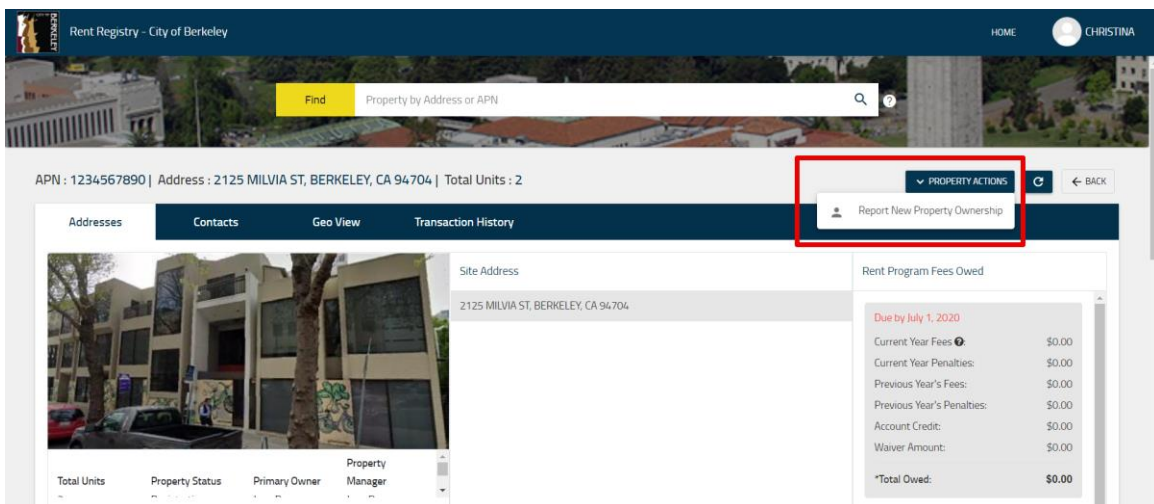 BERKELEY
Rent Registry - City of Berkeley
HOME
CHRISTINA
Find
Property by Address or APN
APN : 1234567890 | Address : 2125 MILVIA ST, BERKELEY, CA 94704 | Total Units : 2
PROPERTY ACTIONS
BACK
Report New Property Ownership
Addresses
Contacts
Geo View
Transaction History
Site Address
2125 MILVIA ST, BERKELEY, CA 94704
Rent Program Fees Owed
Due by July 1, 2020
Current Year Fees ?: $0.00
Current Year Penalties: $0.00
Previous Year's Fees: $0.00
Previous Year's Penalties: $0.00
Account Credit: $0.00
Waiver Amount: $0.00
*Total Owed: $0.00
Total Units
Property Status
Primary Owner
Property
Manager